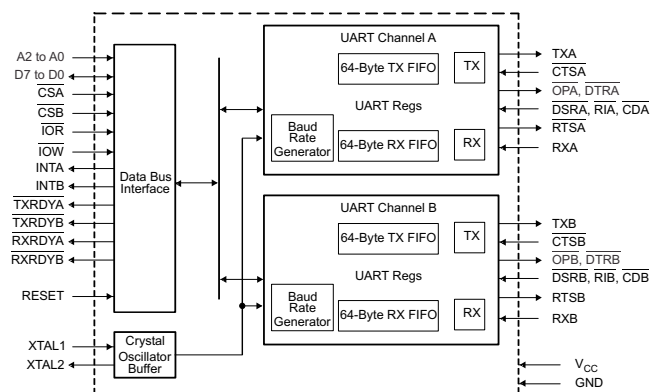 A2 to A0
D7 to D0
CSA
CSB
IOR
IOW
INTA
INTB
TXRDYA
TXRDYB
RXRDYA
RXRDYB
RESET
XTAL1
XTAL2
Data Bus
Interface
Crystal
Oscillator
Buffer
UART Channel A
64-Byte TX FIFO
TX
UART Regs
Baud
Rate
Generator
64-Byte RX FIFO
RX
UART Channel B
64-Byte TX FIFO
TX
UART Regs
Baud
Rate
Generator
64-Byte RX FIFO
RX
TXA
CTSA
OPA, DTRA
DSRA, RIA, CDA
RTSA
RXA
TXB
CTSB
OPB, DTRB
DSRB, RIB, CDB
RTSB
RXB
VCC
GND